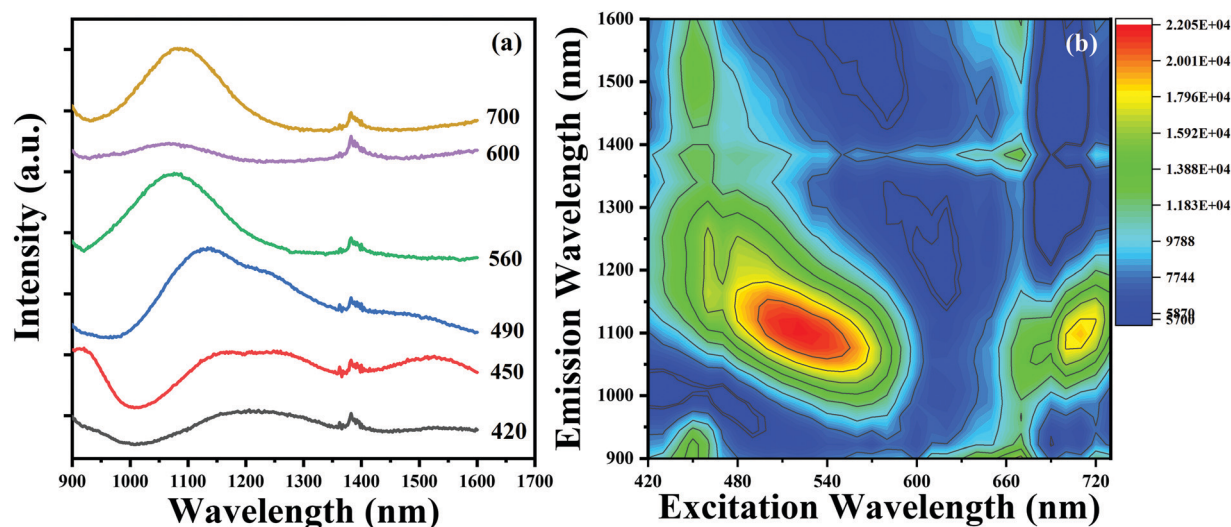 (a)
700
600
560
490
450
420
Intensity (a.u.)
900 1000 1100 1200 1300 1400 1500 1600 1700
Wavelength (nm)
(b)
1600
1500
1400
1300
1200
1100
1000
900
Emission Wavelength (nm)
420 480 540 600 660 720
Excitation Wavelength (nm)
2.205E+04
2.001E+04
1.796E+04
1.592E+04
1.388E+04
1.183E+04
9788
7744
5870
5700